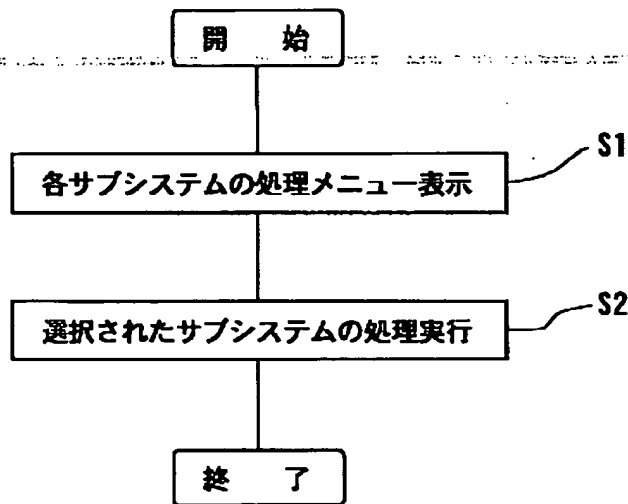 開　始
各サブシステムの処理メニュー表示
S1
選択されたサブシステムの処理実行
S2
終　了